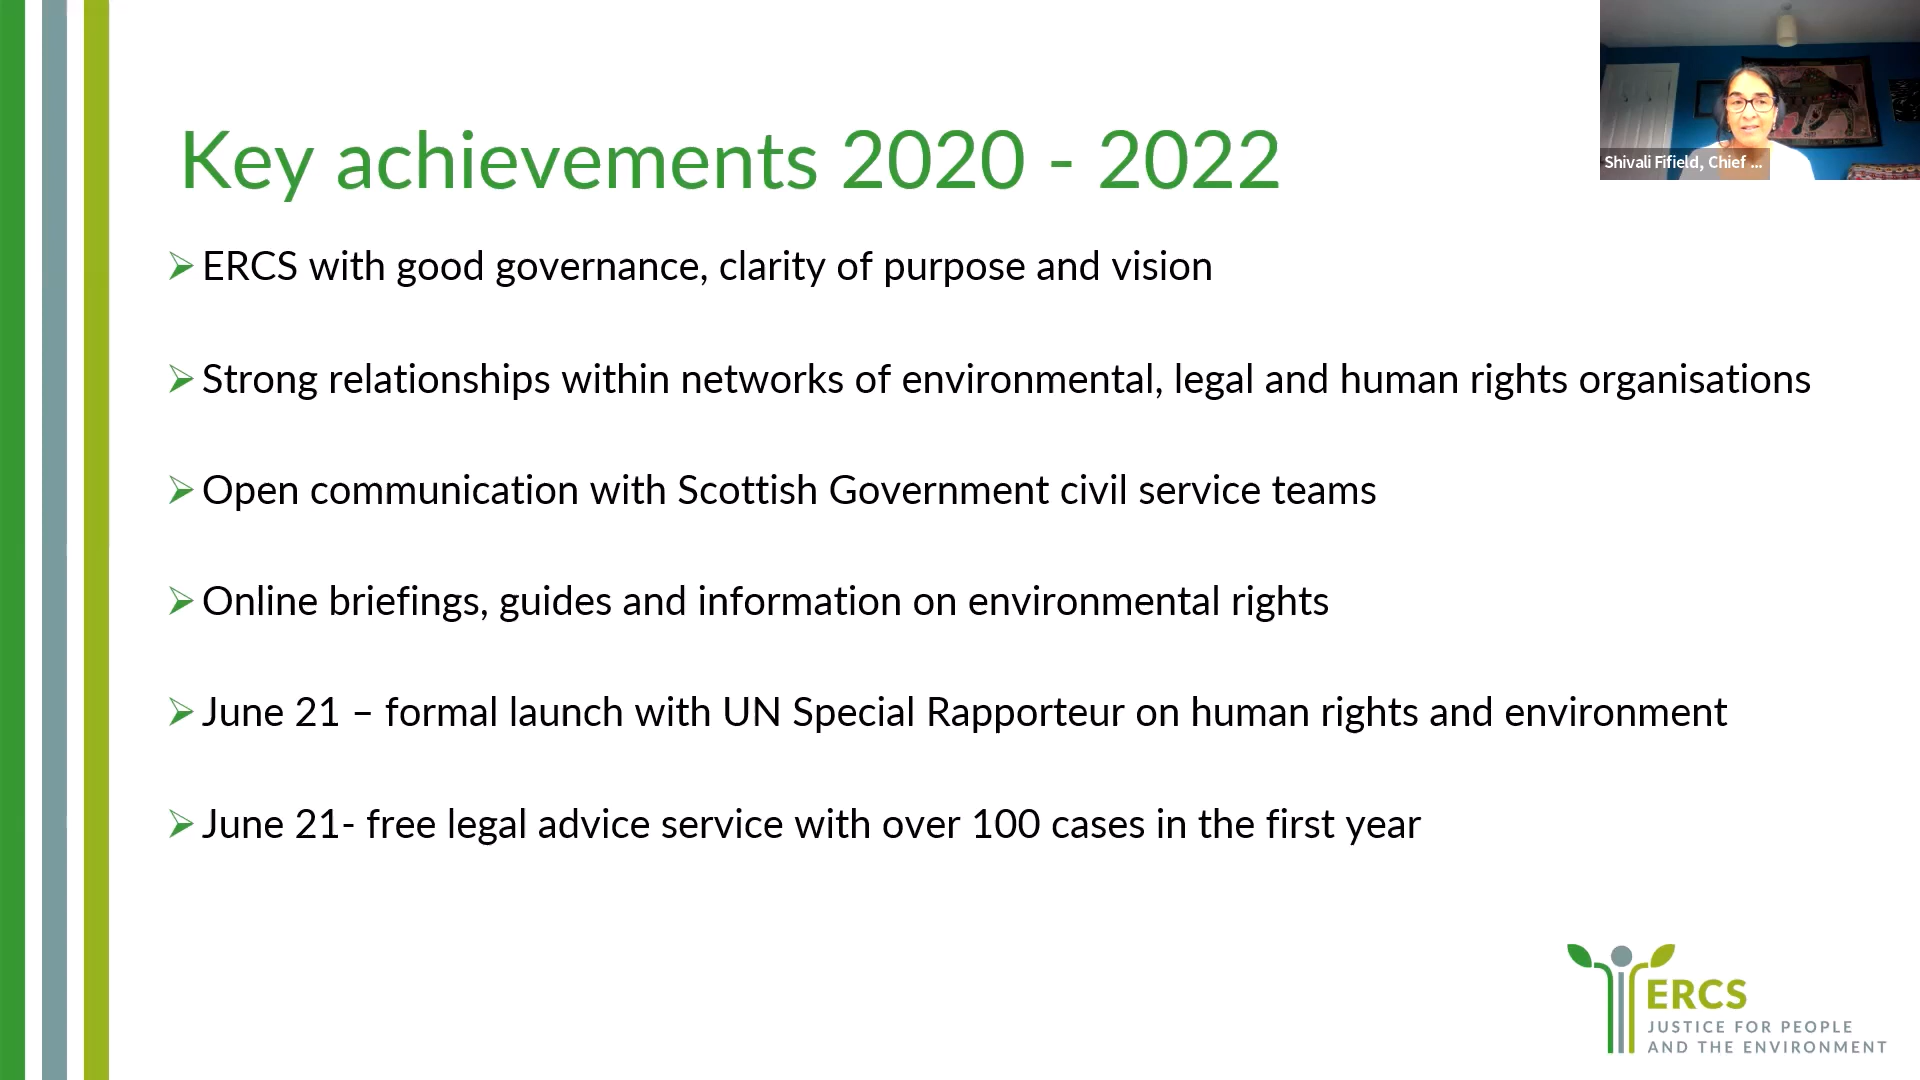 Key achievements 2020 - 2022
Shivali Fifield, Chief ...
ERCS with good governance, clarity of purpose and vision
Strong relationships within networks of environmental, legal and human rights organisations
Open communication with Scottish Government civil service teams
Online briefings, guides and information on environmental rights
June 21 – formal launch with UN Special Rapporteur on human rights and environment
June 21- free legal advice service with over 100 cases in the first year
ERCS
JUSTICE FOR PEOPLE
AND THE ENVIRONMENT